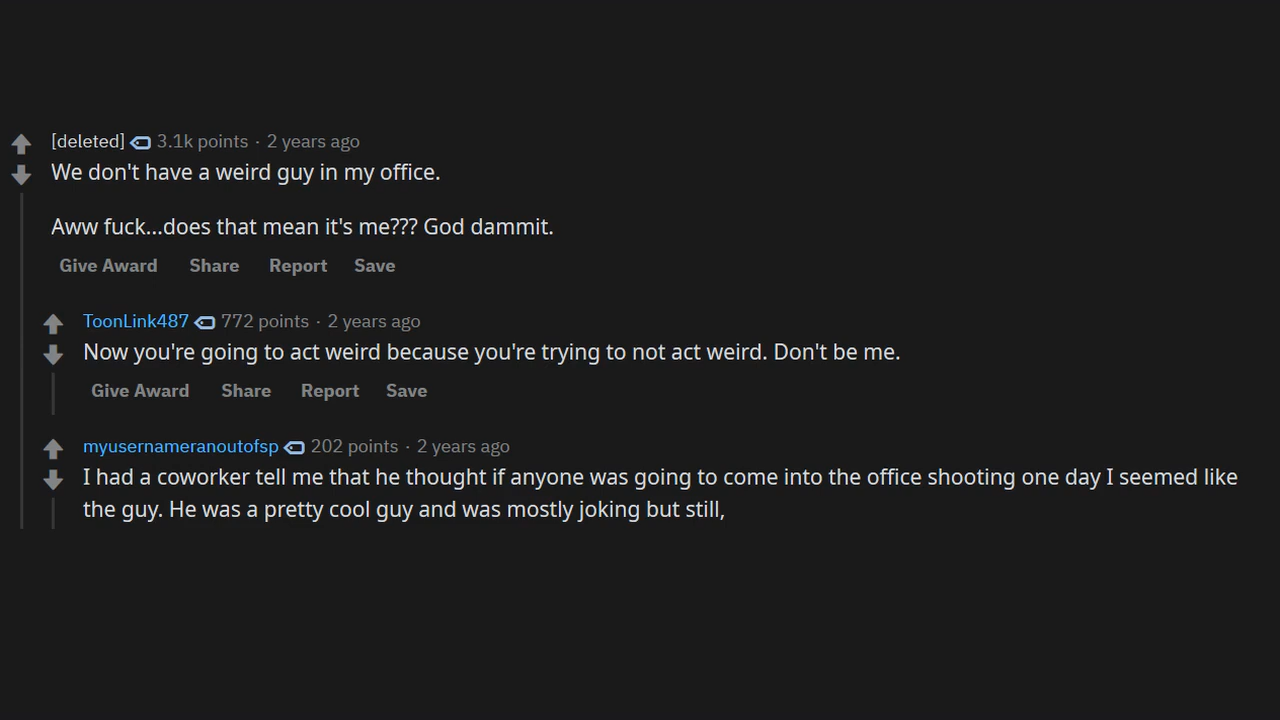 [deleted] 3.1k points · 2 years ago
We don't have a weird guy in my office.
Aww fuck...does that mean it's me??? God dammit.
Give Award Share Report Save
ToonLink487 772 points · 2 years ago
Now you're going to act weird because you're trying to not act weird. Don't be me.
Give Award Share Report Save
myusernameranoutofsp 202 points · 2 years ago
I had a coworker tell me that he thought if anyone was going to come into the office shooting one day I seemed like
the guy. He was a pretty cool guy and was mostly joking but still,